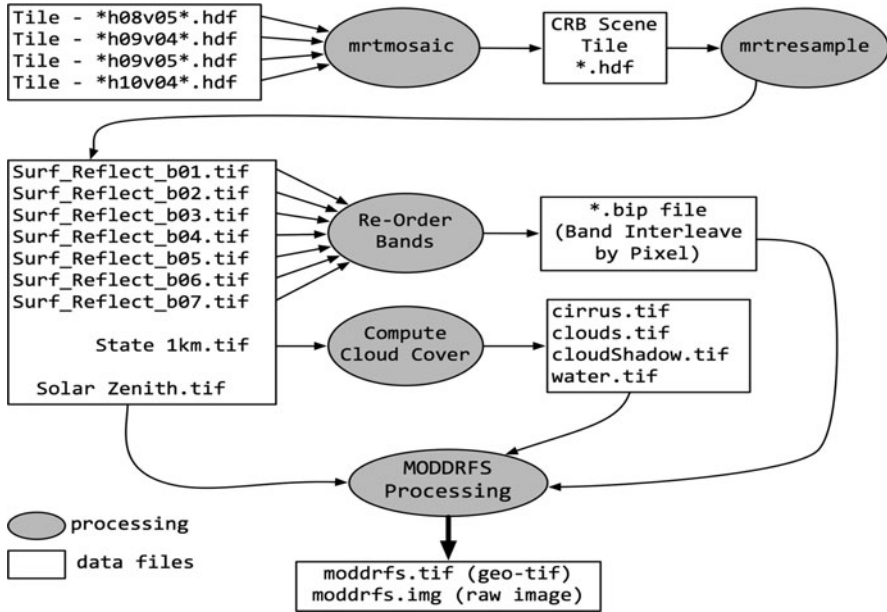 Tile - *h08v05*.hdf
Tile - *h09v04*.hdf
Tile - *h09v05*.hdf
Tile - *h10v04*.hdf
mrtmosaic
CRB Scene
Tile
*.hdf
mrtresample
Surf_Reflect_b01.tif
Surf_Reflect_b02.tif
Surf_Reflect_b03.tif
Surf_Reflect_b04.tif
Surf_Reflect_b05.tif
Surf_Reflect_b06.tif
Surf_Reflect_b07.tif
State 1km.tif
Solar Zenith.tif
Re-Order
Bands
*.bip file
(Band Interleave
by Pixel)
Compute
Cloud Cover
cirrus.tif
clouds.tif
cloudShadow.tif
water.tif
MODDRFS
Processing
processing
data files
moddrfs.tif (geo-tif)
moddrfs.img (raw image)